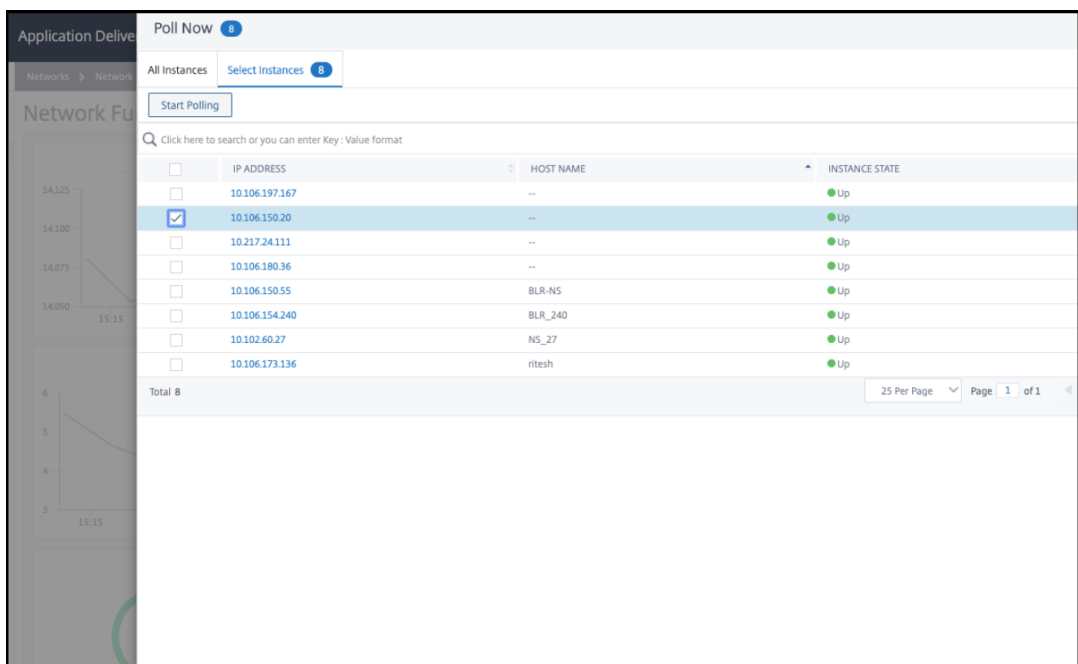 Application Delive
Poll Now 8
Networks > Network
All Instances Select Instances 8
Network Fu
Start Polling
Click here to search or you can enter Key : Value format
IP ADDRESS HOST NAME INSTANCE STATE
10.106.197.167 -- Up
10.106.150.20 -- Up
10.217.24.111 -- Up
10.106.180.36 -- Up
10.106.150.55 BLR-NS Up
10.106.154.240 BLR_240 Up
10.102.60.27 NS_27 Up
10.106.173.136 ritesh Up
Total 8 25 Per Page Page 1 of 1
14,125
14,100
14,075
14,050
15:15
6
5
4
3
15:15